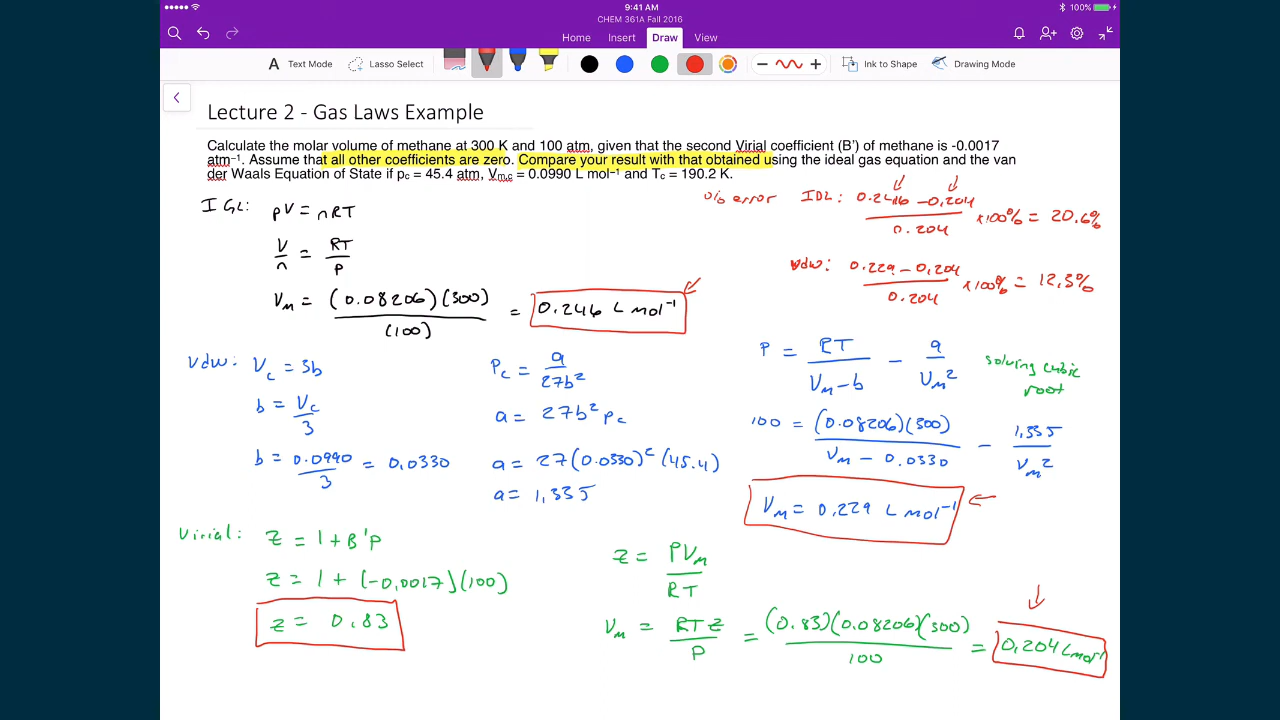 9:41 AM
100%
CHEM 361A Fall 2016
Home Insert Draw View
Text Mode Lasso Select Ink to Shape Drawing Mode
Lecture 2 - Gas Laws Example
Calculate the molar volume of methane at 300 K and 100 atm, given that the second Virial coefficient (B') of methane is -0.0017
atm⁻¹. Assume that all other coefficients are zero. Compare your result with that obtained using the ideal gas equation and the van
der Waals Equation of State if pc = 45.4 atm, Vm,c = 0.0990 L mol⁻¹ and Tc = 190.2 K.
% error IDL: (0.246 - 0.204)/0.204 × 100% = 20.6%
vdw: (0.229 - 0.204)/0.204 × 100% = 12.3%
IGL: pV = nRT
V/n = RT/P
Vm = (0.08206)(300)/(100) = 0.246 L mol⁻¹
Vdw: Vc = 3b
b = Vc/3
b = 0.0990/3 = 0.0330
Pc = a/27b²
a = 27b² Pc
a = 27(0.0330)²(45.4)
a = 1.335
P = RT/(Vm - b) - a/Vm²
solving cubic
root
100 = (0.08206)(300)/(Vm - 0.0330) - 1.335/Vm²
Vm = 0.229 L mol⁻¹
Virial: Z = 1 + B'P
Z = 1 + (-0.0017)(100)
Z = 0.83
Z = PVm/RT
Vm = RTZ/P = (0.83)(0.08206)(300)/100 = 0.204 L mol⁻¹